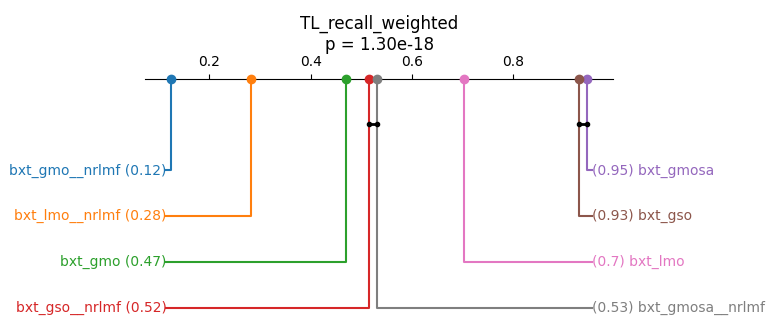 TL_recall_weighted
p = 1.30e-18
0.2 0.4 0.6 0.8
bxt_gmo__nrlmf (0.12) (0.95) bxt_gmosa
bxt_lmo__nrlmf (0.28) (0.93) bxt_gso
bxt_gmo (0.47) (0.7) bxt_lmo
bxt_gso__nrlmf (0.52) (0.53) bxt_gmosa__nrlmf